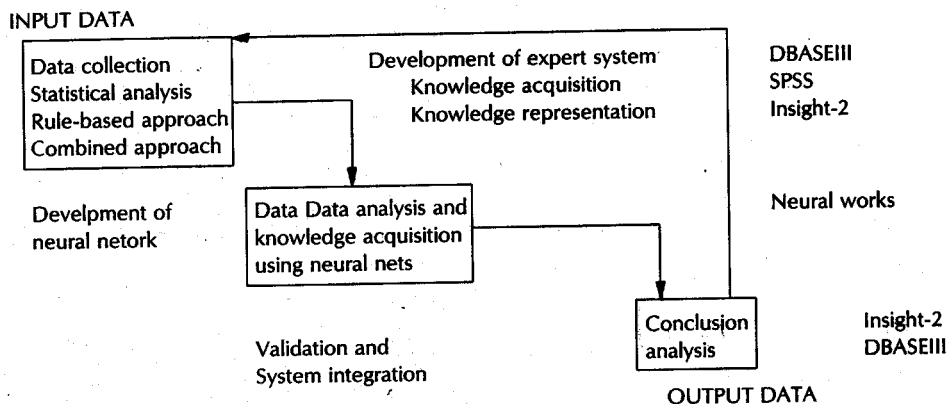 INPUT DATA
Data collection
Statistical analysis
Rule-based approach
Combined approach
Development of expert system
Knowledge acquisition
Knowledge representation
DBASEIII
SPSS
Insight-2
Develpment of
neural netork
Data Data analysis and
knowledge acquisition
using neural nets
Neural works
Validation and
System integration
Conclusion
analysis
Insight-2
DBASEIII
OUTPUT DATA